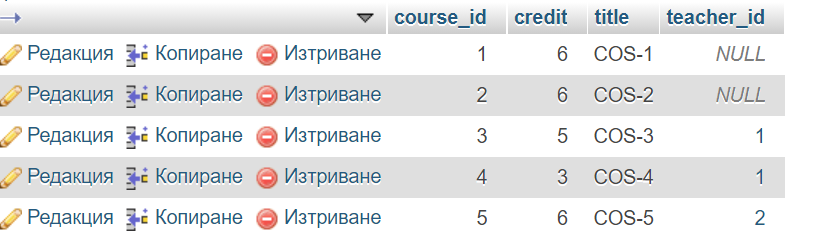 course_id credit title teacher_id
Редакция Копиране Изтриване 1 6 COS-1 NULL
Редакция Копиране Изтриване 2 6 COS-2 NULL
Редакция Копиране Изтриване 3 5 COS-3 1
Редакция Копиране Изтриване 4 3 COS-4 1
Редакция Копиране Изтриване 5 6 COS-5 2